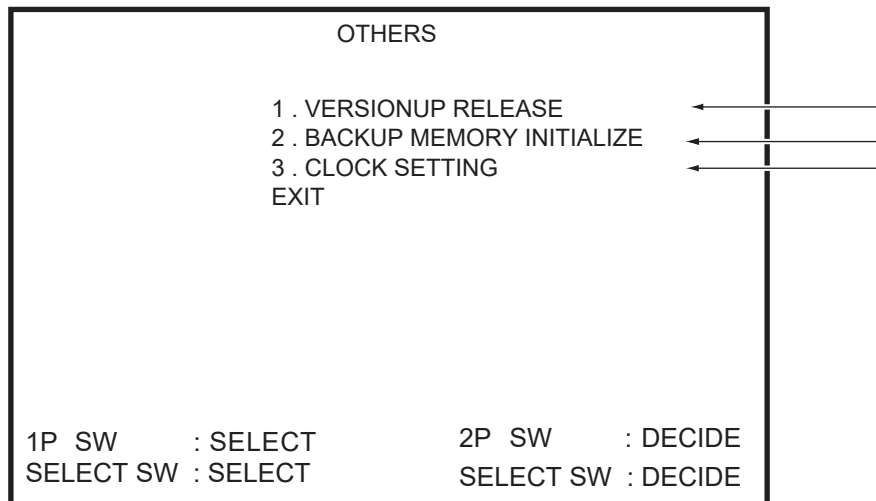 OTHERS
1 . VERSIONUP RELEASE
2 . BACKUP MEMORY INITIALIZE
3 . CLOCK SETTING
EXIT
1P SW : SELECT 2P SW : DECIDE
SELECT SW : SELECT SELECT SW : DECIDE